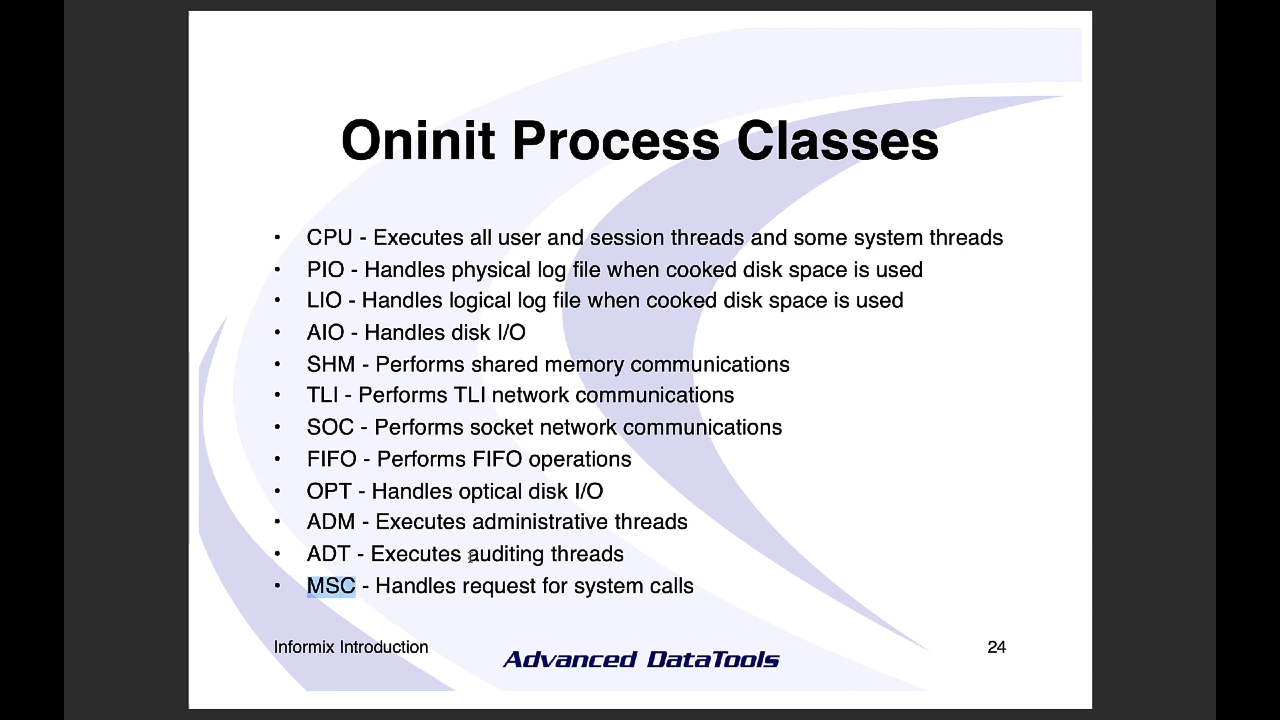 Oninit Process Classes
• CPU - Executes all user and session threads and some system threads
• PIO - Handles physical log file when cooked disk space is used
• LIO - Handles logical log file when cooked disk space is used
• AIO - Handles disk I/O
• SHM - Performs shared memory communications
• TLI - Performs TLI network communications
• SOC - Performs socket network communications
• FIFO - Performs FIFO operations
• OPT - Handles optical disk I/O
• ADM - Executes administrative threads
• ADT - Executes auditing threads
• MSC - Handles request for system calls
Informix Introduction
Advanced DataTools
24